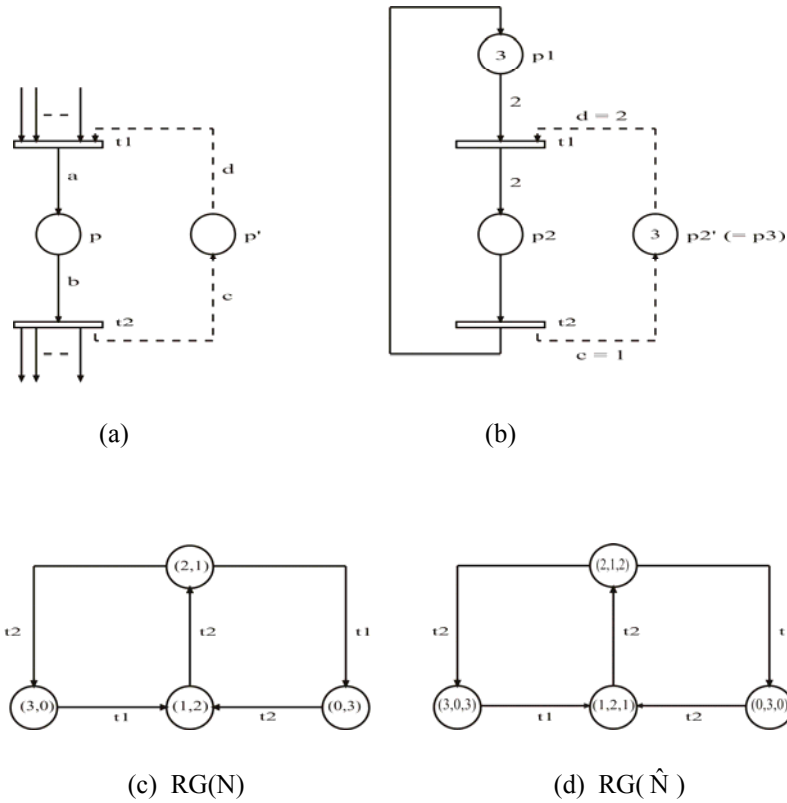 t1
a
d
p
p'
b
c
t2
(a)
3
p1
2
d = 2
t1
2
p2
3
p2' (= p3)
t2
c = 1
(b)
(2,1)
t2
t2
t1
(3,0)
t1
(1,2)
t2
(0,3)
(c) RG(N)
(2,1,2)
t2
t2
t
(3,0,3)
t1
(1,2,1)
t2
(0,3,0)
(d) RG( N̂ )